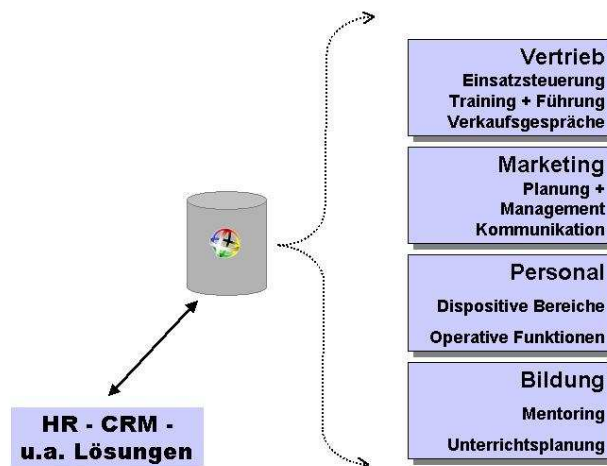 Vertrieb
Einsatzsteuerung
Training + Führung
Verkaufsgespräche
Marketing
Planung +
Management
Kommunikation
Personal
Dispositive Bereiche
Operative Funktionen
Bildung
Mentoring
Unterrichtsplanung
HR - CRM -
u.a. Lösungen